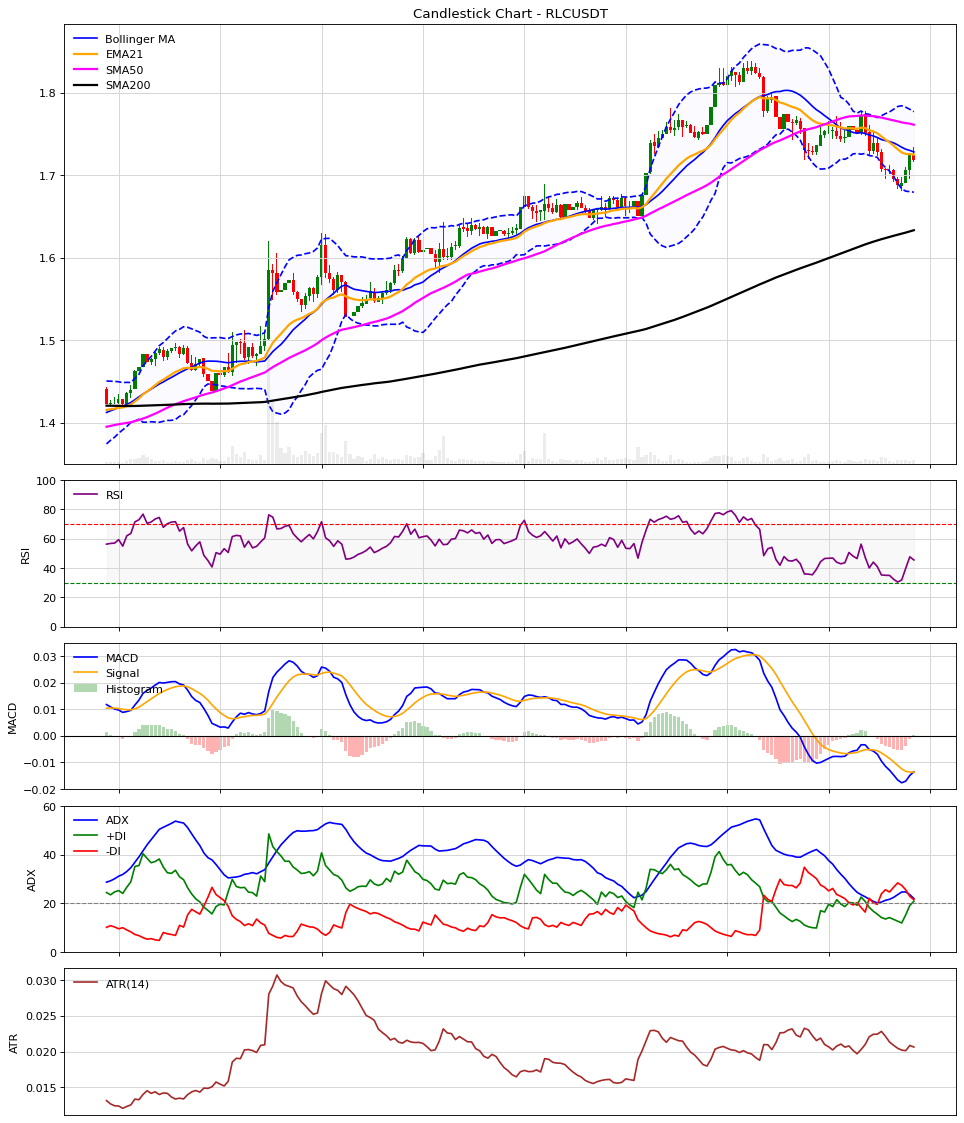 Candlestick Chart - RLCUSDT
Bollinger MA
EMA21
SMA50
SMA200
1.8
1.7
1.6
1.5
1.4
100
80
60
40
20
0
RSI
RSI
0.03
0.02
0.01
0.00
−0.01
−0.02
MACD
MACD
Signal
Histogram
60
40
20
0
ADX
ADX
+DI
-DI
0.030
0.025
0.020
0.015
ATR
ATR(14)